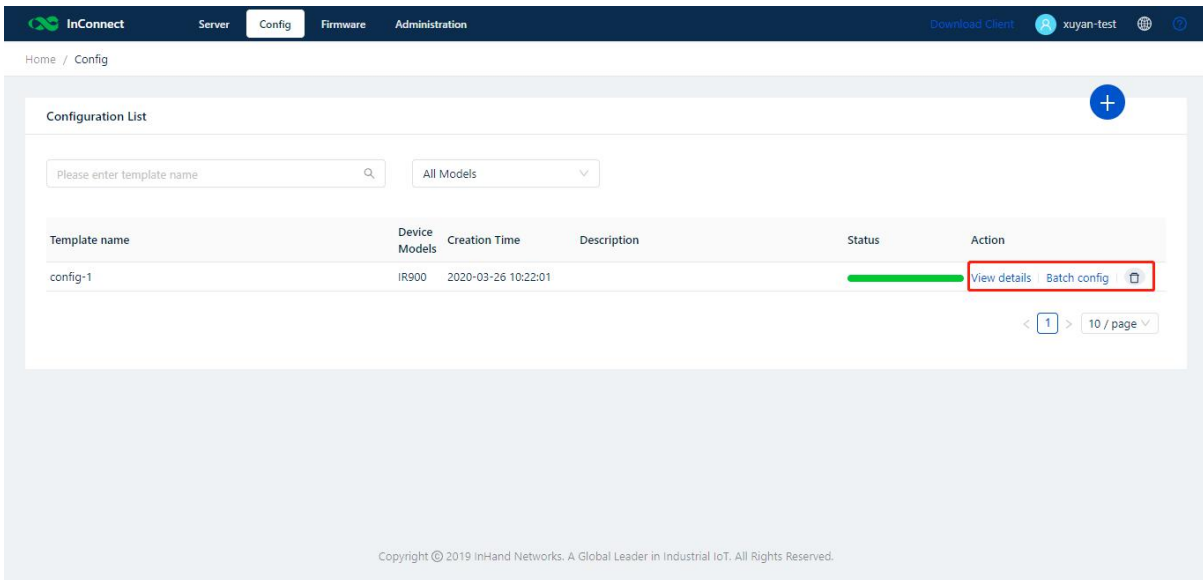 InConnect Server Config Firmware Administration Download Client xuyan-test
Home / Config
Configuration List
Please enter template name All Models
Template name Device Models Creation Time Description Status Action
config-1 IR900 2020-03-26 10:22:01 View details Batch config
< 1 > 10 / page
Copyright © 2019 InHand Networks. A Global Leader in Industrial IoT. All Rights Reserved.